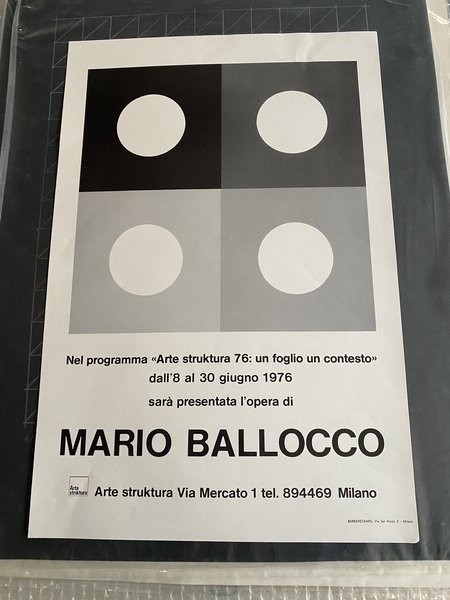 Nel programma «Arte struktura 76: un foglio un contesto»
dall'8 al 30 giugno 1976
sarà presentata l'opera di
MARIO BALLOCCO
Arte
struktura
Arte struktura Via Mercato 1 tel. 894469 Milano